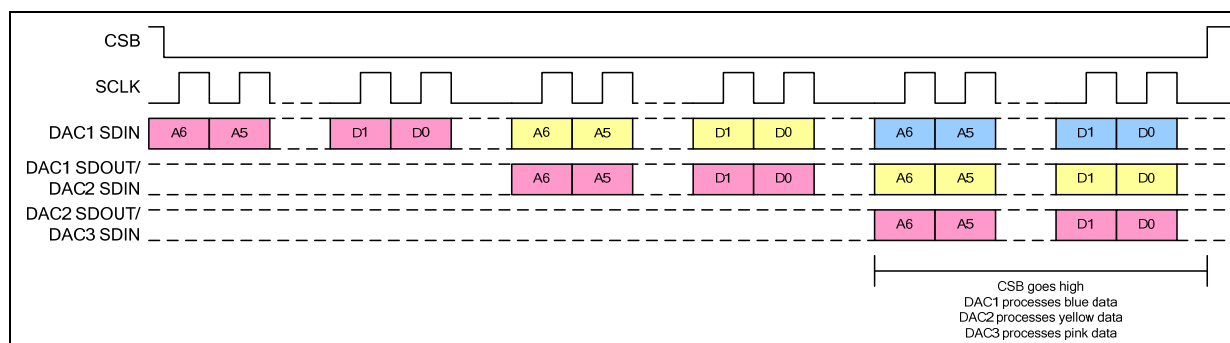 CSB
SCLK
DAC1 SDIN
A6 A5 D1 D0 A6 A5 D1 D0 A6 A5 D1 D0
DAC1 SDOUT/
DAC2 SDIN
A6 A5 D1 D0 A6 A5 D1 D0
DAC2 SDOUT/
DAC3 SDIN
A6 A5 D1 D0
CSB goes high
DAC1 processes blue data
DAC2 processes yellow data
DAC3 processes pink data